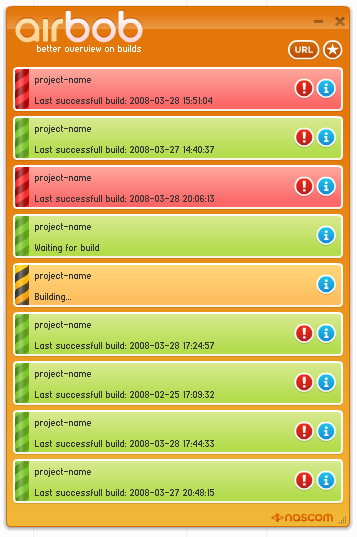 airbob
better overview on builds
URL
project-name
Last successfull build: 2008-03-28 15:51:04
project-name
Last successfull build: 2008-03-27 14:40:37
project-name
Last successfull build: 2008-03-28 20:06:13
project-name
Waiting for build
project-name
Building...
project-name
Last successfull build: 2008-03-28 17:24:57
project-name
Last successfull build: 2008-02-25 17:09:32
project-name
Last successfull build: 2008-03-28 17:44:33
project-name
Last successfull build: 2008-03-27 20:48:15
nascom